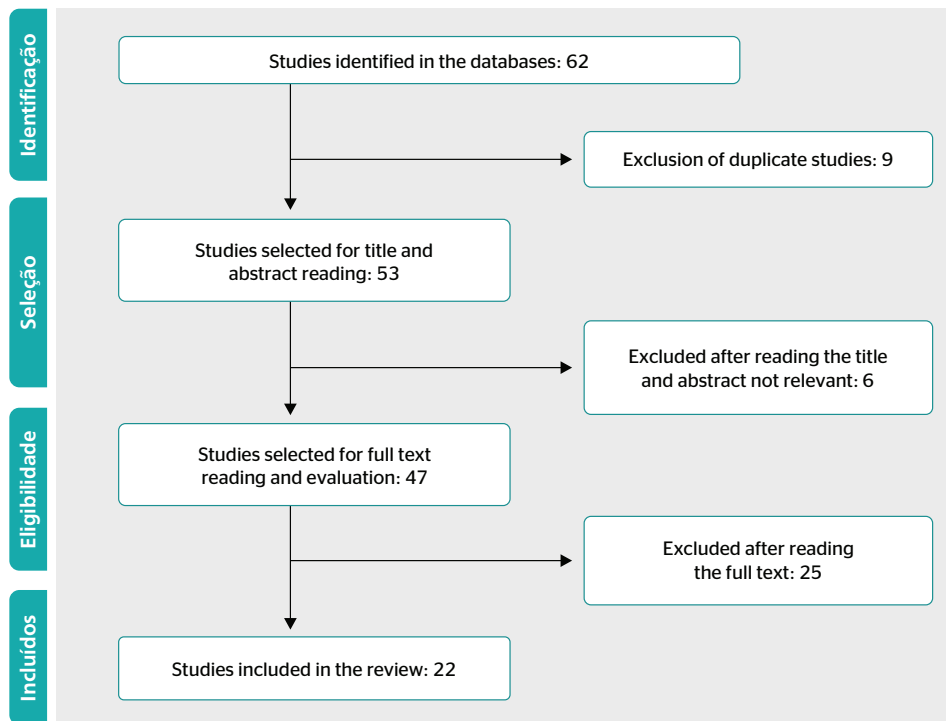 Identificação
Studies identified in the databases: 62
Exclusion of duplicate studies: 9
Seleção
Studies selected for title and
abstract reading: 53
Excluded after reading the title
and abstract not relevant: 6
Eligibilidade
Studies selected for full text
reading and evaluation: 47
Excluded after reading
the full text: 25
Incluídos
Studies included in the review: 22